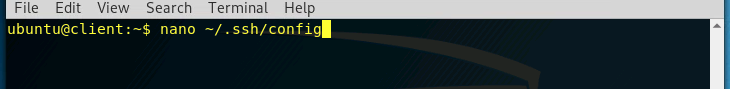 File Edit View Search Terminal Help
ubuntu@client:~$ nano ~/.ssh/config